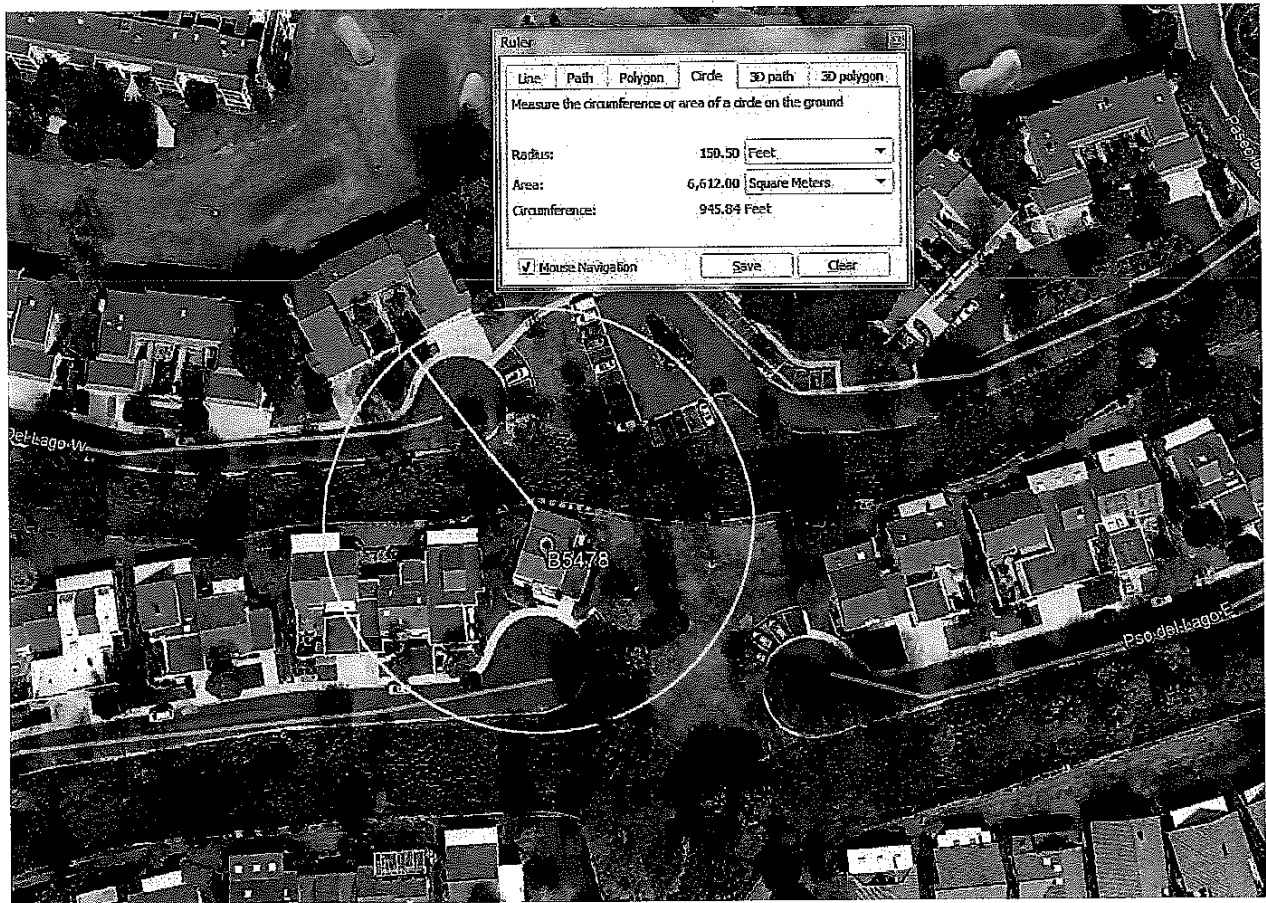 Ruler
Line Path Polygon Circle 3D path 3D polygon
Measure the circumference or area of a circle on the ground
Radius: 150.50 Feet
Area: 6,612.00 Square Meters
Circumference: 945.84 Feet
Mouse Navigation Save Clear
Del Lago W
B5478
Pso del Lago E